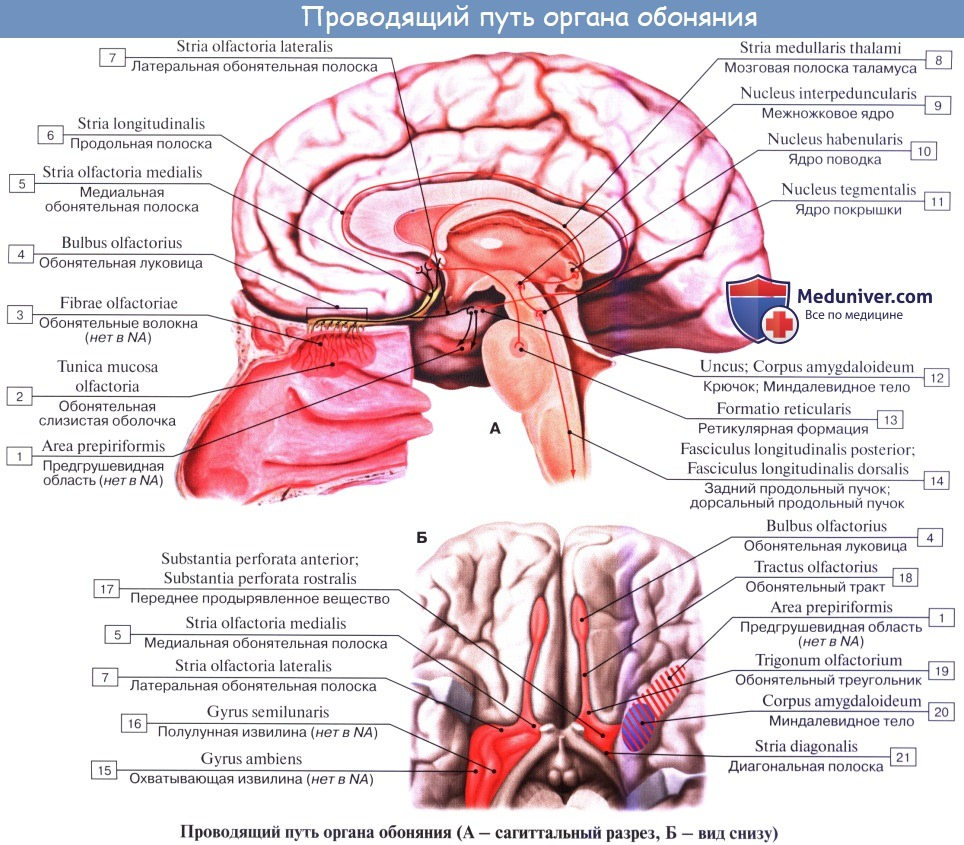 Проводящий путь органа обоняния
7
Stria olfactoria lateralis
Латеральная обонятельная полоска
6
Stria longitudinalis
Продольная полоска
5
Stria olfactoria medialis
Медиальная
обонятельная полоска
4
Bulbus olfactorius
Обонятельная луковица
3
Fibrae olfactoriae
Обонятельные волокна
(нет в NA)
2
Tunica mucosa
olfactoria
Обонятельная
слизистая оболочка
1
Area prepiriformis
Предгрушевидная
область (нет в NA)
Stria medullaris thalami
8
Мозговая полоска таламуса
Nucleus interpeduncularis
9
Межножковое ядро
Nucleus habenularis
10
Ядро поводка
Nucleus tegmentalis
11
Ядро покрышки
Meduniver.com
Все по медицине
Uncus; Corpus amygdaloideum
12
Крючок; Миндалевидное тело
Formatio reticularis
13
Ретикулярная формация
Fasciculus longitudinalis posterior;
Fasciculus longitudinalis dorsalis
14
Задний продольный пучок;
дорсальный продольный пучок
А
Б
Substantia perforata anterior;
Substantia perforata rostralis
17
Переднее продырявленное вещество
Stria olfactoria medialis
5
Медиальная обонятельная полоска
Stria olfactoria lateralis
7
Латеральная обонятельная полоска
Gyrus semilunaris
16
Полулунная извилина (нет в NA)
Gyrus ambiens
15
Охватывающая извилина (нет в NA)
Bulbus olfactorius
4
Обонятельная луковица
Tractus olfactorius
18
Обонятельный тракт
Area prepiriformis
1
Предгрушевидная область
(нет в NA)
Trigonum olfactorium
19
Обонятельный треугольник
Corpus amygdaloideum
20
Миндалевидное тело
Stria diagonalis
21
Диагональная полоска
Проводящий путь органа обоняния (А – сагиттальный разрез, Б – вид снизу)